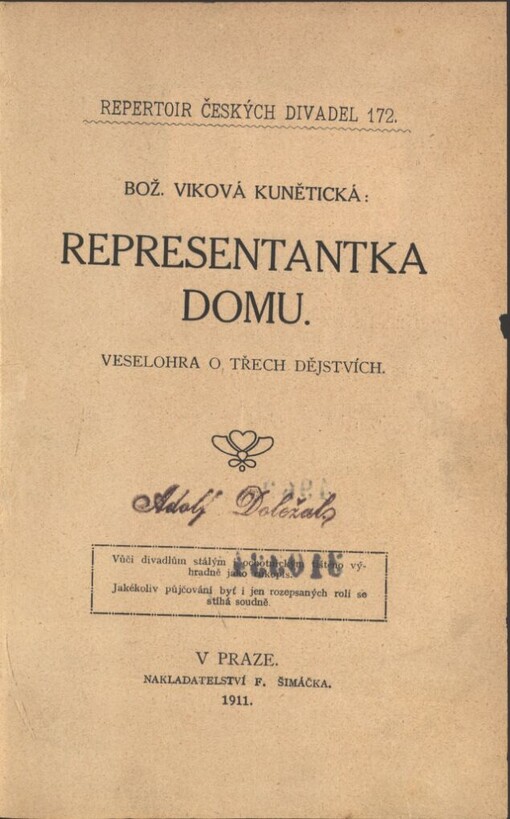 REPERTOIR ČESKÝCH DIVADEL 172.
BOŽ. VIKOVÁ KUNĚTICKÁ:
REPRESENTANTKA
DOMU.
VESELOHRA O TŘECH DĚJSTVÍCH.
Adolf Doležal
Vůči divadlům stálým vý-
hradně jako
Jakékoliv půjčování byť i jen rozepsaných rolí se
stíhá soudně.
V PRAZE.
NAKLADATELSTVÍ F. ŠIMÁČKA.
1911.